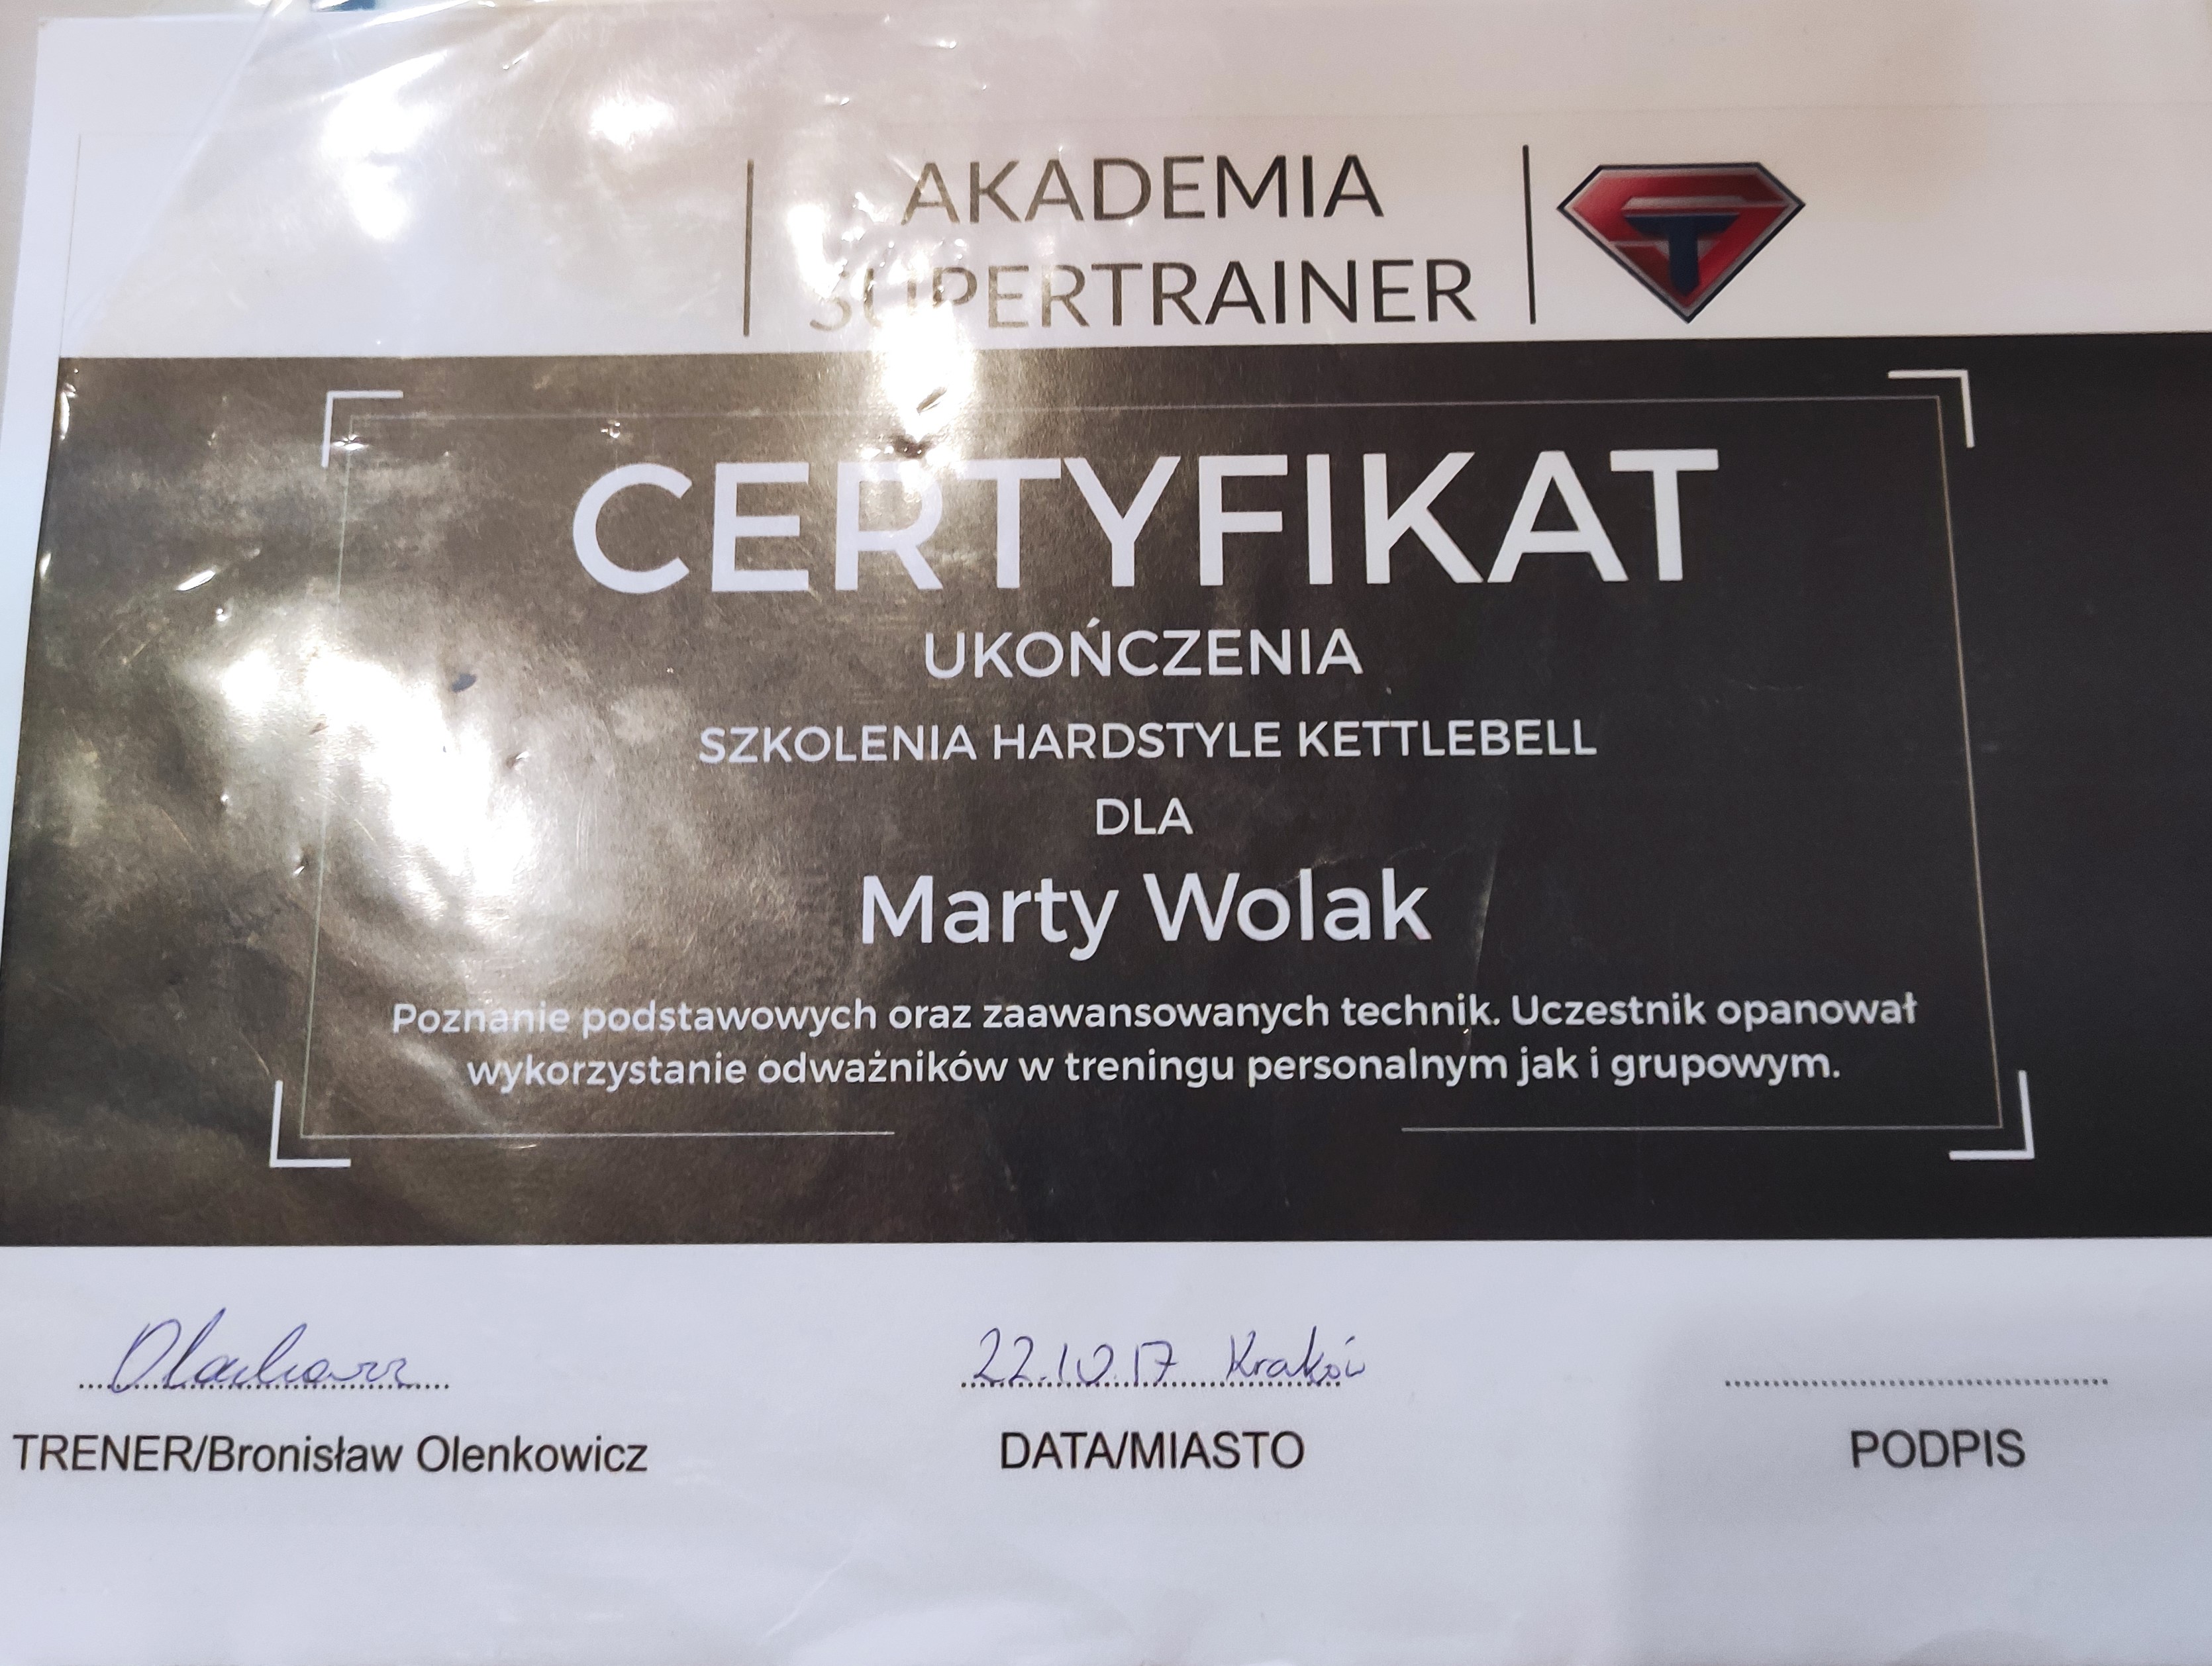 AKADEMIA
SUPERTRAINER
CERTYFIKAT
UKOŃCZENIA
SZKOLENIA HARDSTYLE KETTLEBELL
DLA
Marty Wolak
Poznanie podstawowych oraz zaawansowanych technik. Uczestnik opanował
wykorzystanie odważników w treningu personalnym jak i grupowym.
22.10.17 Kraków
TRENER/Bronisław Olenkowicz DATA/MIASTO PODPIS